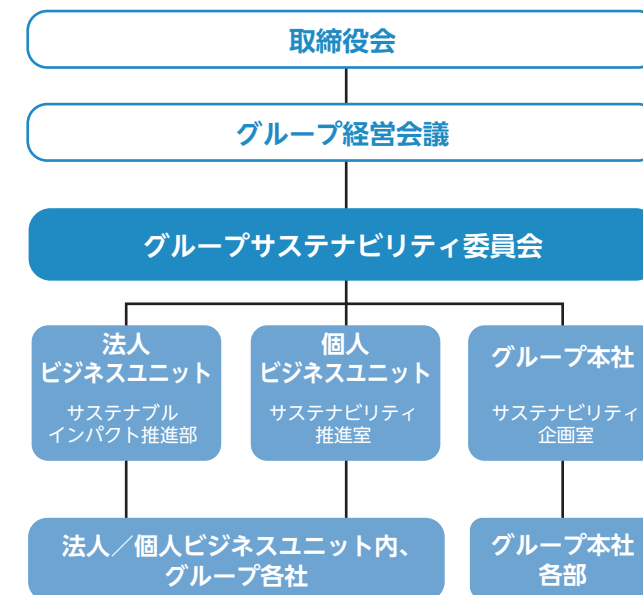 取締役会
グループ経営会議
グループサステナビリティ委員会
法人
ビジネスユニット
サステナブル
インパクト推進部
個人
ビジネスユニット
サステナビリティ
推進室
グループ本社
サステナビリティ
企画室
法人／個人ビジネスユニット内、
グループ各社
グループ本社
各部